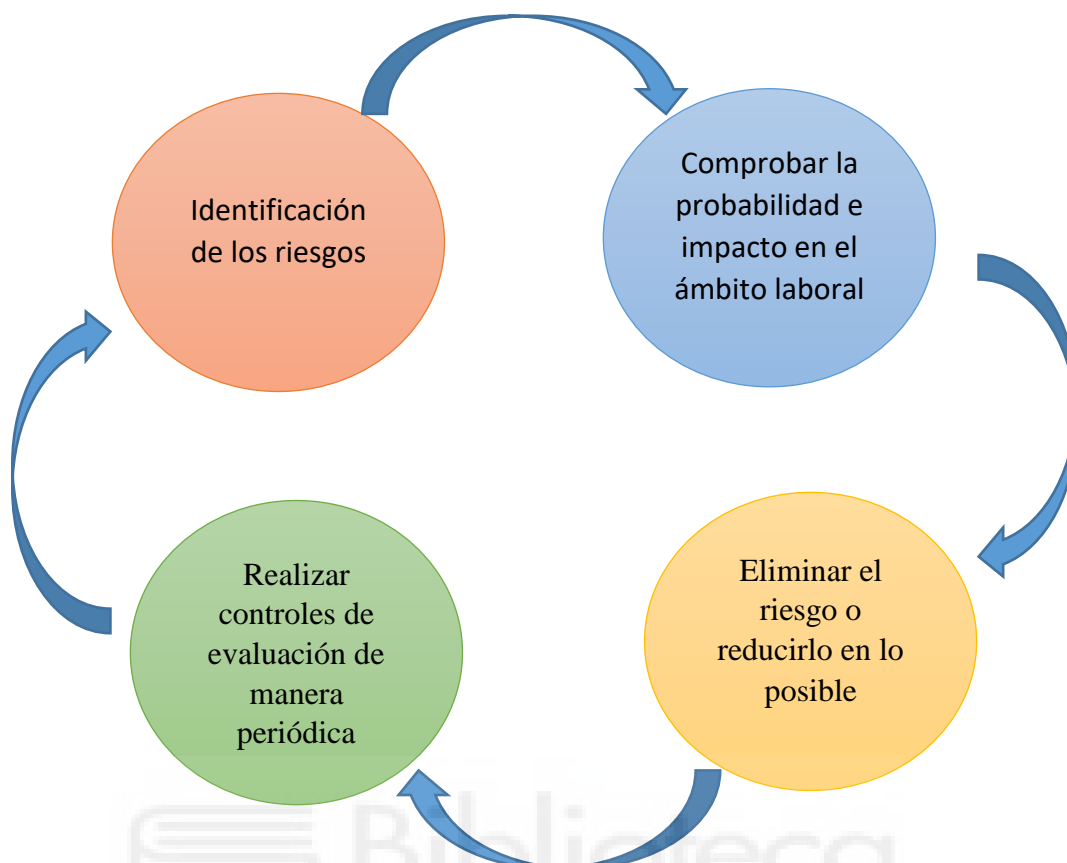 Identificación
de los riesgos
Comprobar la
probabilidad e
impacto en el
ámbito laboral
Eliminar el
riesgo o
reducirlo en lo
posible
Realizar
controles de
evaluación de
manera
periódica
Biblioteca